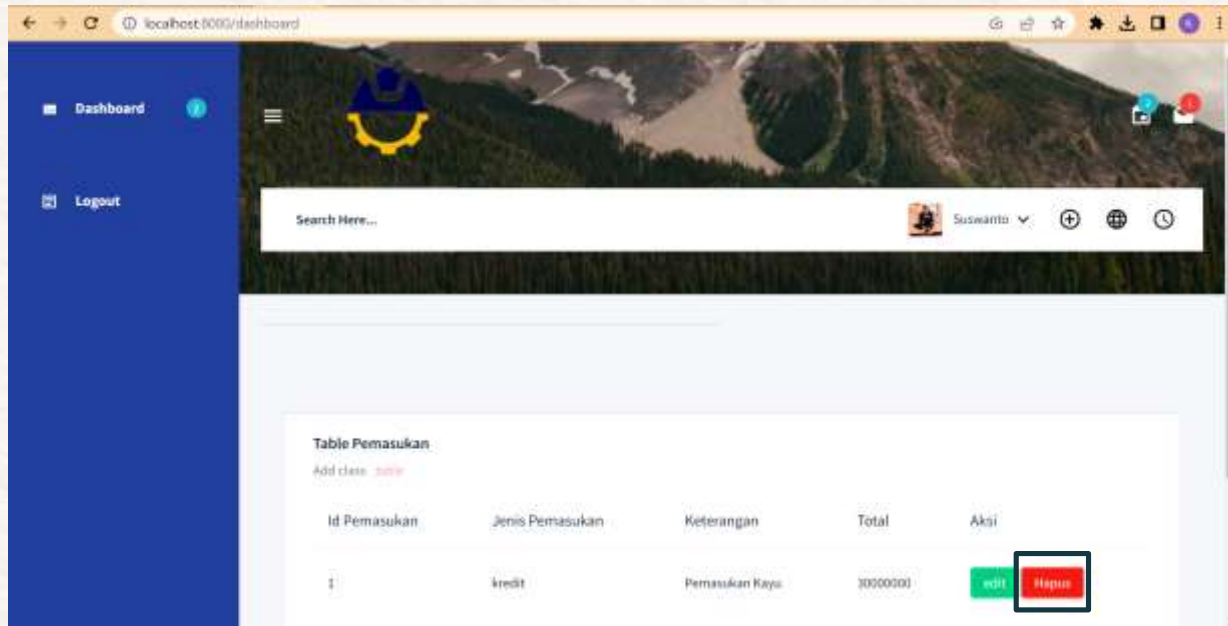 localhost:8000/dashboard
Dashboard
Logout
Search Here...
Suswanto
Table Pemasukan
Add class
Id Pemasukan Jenis Pemasukan Keterangan Total Aksi
1 kredit Pemasukan Kayu edit Hapus